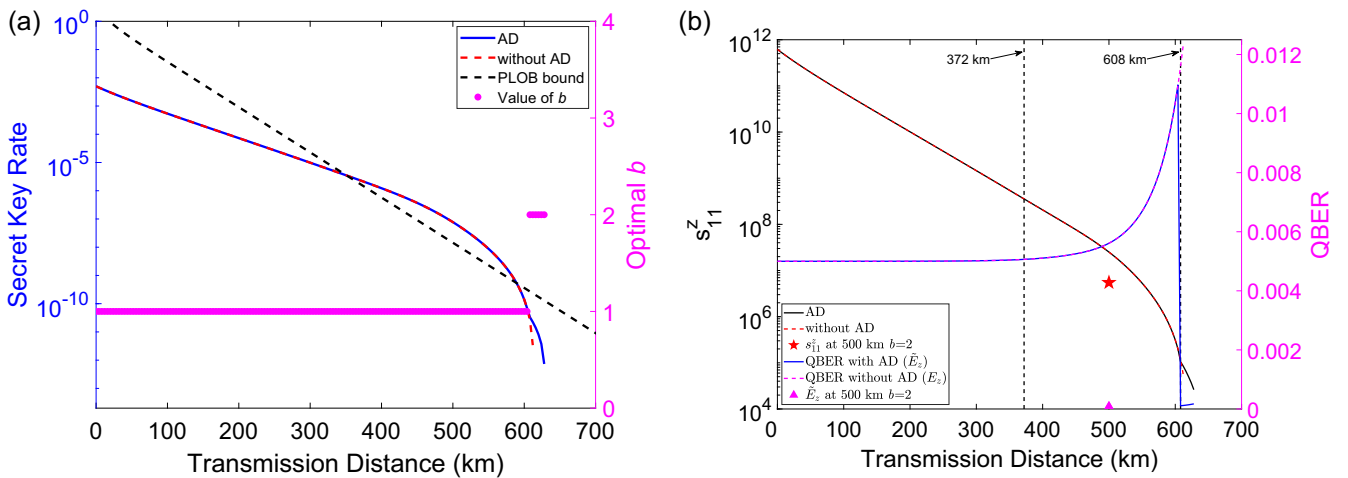 (a)
Secret Key Rate
10^0
10^-5
10^-10
AD
without AD
PLOB bound
Value of b
4
3
2
1
0
Optimal b
0 100 200 300 400 500 600 700
Transmission Distance (km)
(b)
s_11^z
10^12
10^10
10^8
10^6
10^4
372 km
608 km
AD
without AD
s_11^z at 500 km b=2
QBER with AD (Ẽ_z)
QBER without AD (E_z)
Ẽ_z at 500 km b=2
0.012
0.01
0.008
0.006
0.004
0.002
0
QBER
0 100 200 300 400 500 600 700
Transmission Distance (km)